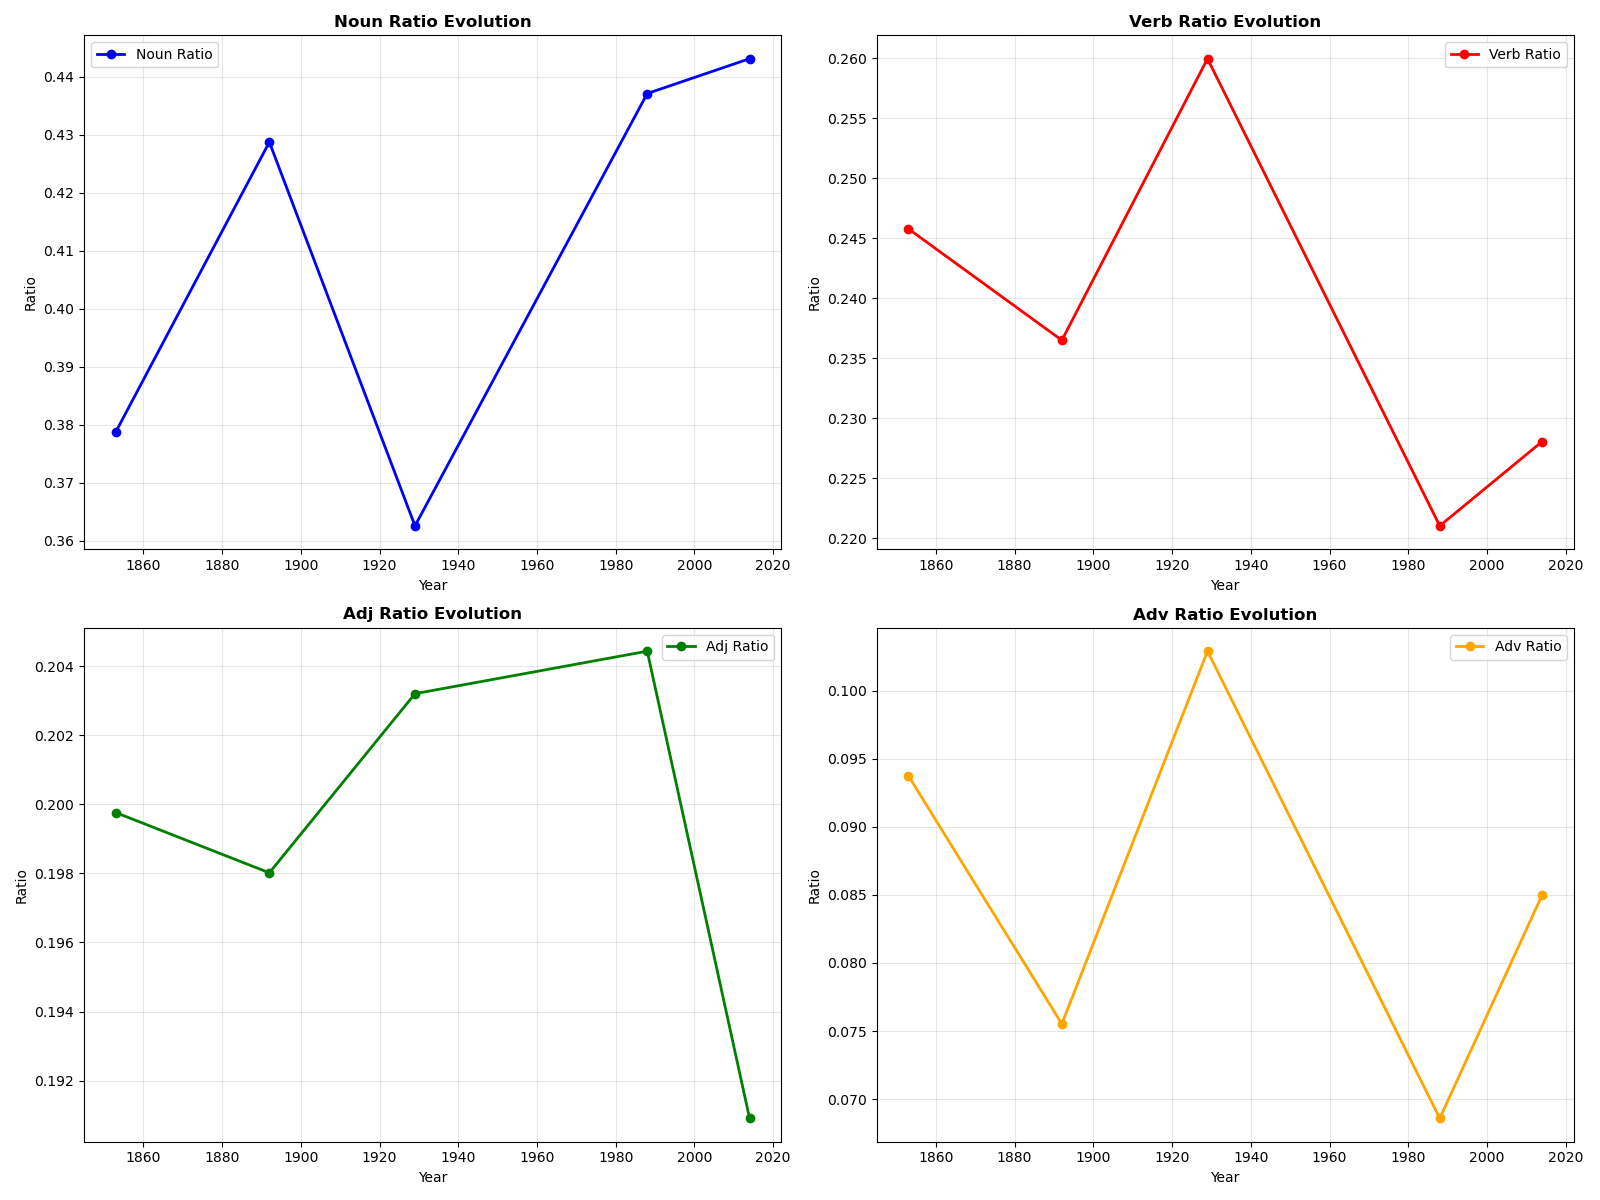 Noun Ratio Evolution
Noun Ratio
0.44
0.43
0.42
0.41
0.40
0.39
0.38
0.37
0.36
Ratio
1860 1880 1900 1920 1940 1960 1980 2000 2020
Year
Verb Ratio Evolution
Verb Ratio
0.260
0.255
0.250
0.245
0.240
0.235
0.230
0.225
0.220
Ratio
1860 1880 1900 1920 1940 1960 1980 2000 2020
Year
Adj Ratio Evolution
Adj Ratio
0.204
0.202
0.200
0.198
0.196
0.194
0.192
Ratio
1860 1880 1900 1920 1940 1960 1980 2000 2020
Year
Adv Ratio Evolution
Adv Ratio
0.100
0.095
0.090
0.085
0.080
0.075
0.070
Ratio
1860 1880 1900 1920 1940 1960 1980 2000 2020
Year